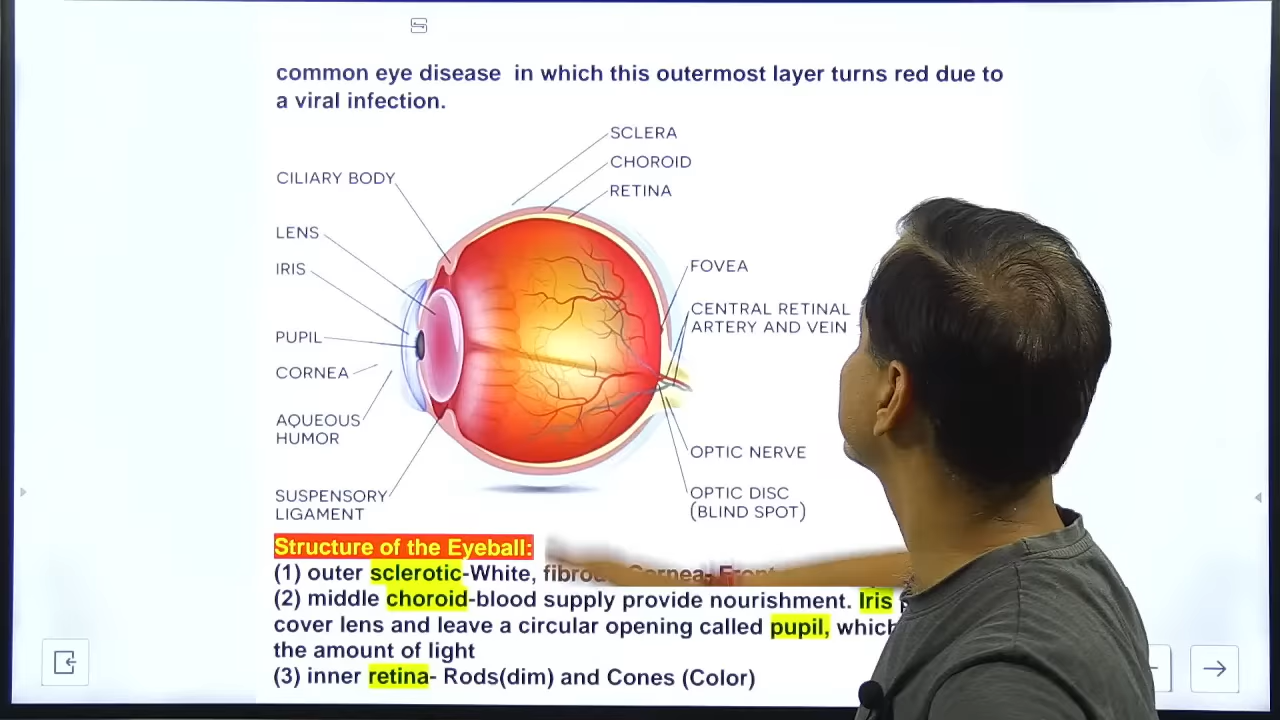 common eye disease in which this outermost layer turns red due to
a viral infection.
SCLERA
CHOROID
RETINA
CILIARY BODY
LENS
IRIS
PUPIL
CORNEA
AQUEOUS
HUMOR
SUSPENSORY
LIGAMENT
FOVEA
CENTRAL RETINAL
ARTERY AND VEIN
OPTIC NERVE
OPTIC DISC
(BLIND SPOT)
Structure of the Eyeball:
(1) outer sclerotic-White, Cornea-
(2) middle choroid-blood supply provide nourishment. Iris
cover lens and leave a circular opening called pupil, which
the amount of light
(3) inner retina- Rods(dim) and Cones (Color)